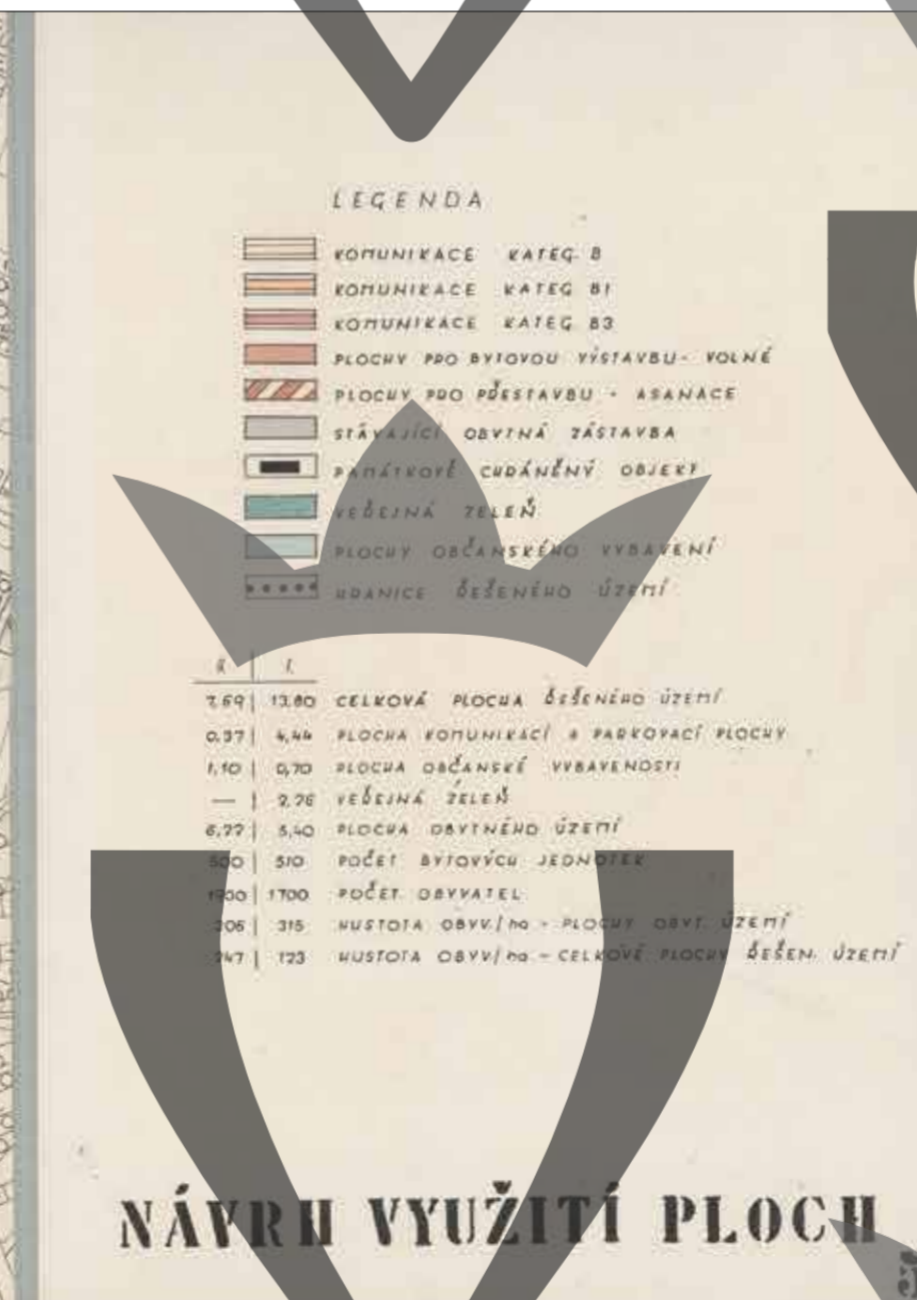 LEGENDA
KOMUNIKACE KATEG. B
KOMUNIKACE KATEG. B1
KOMUNIKACE KATEG. B3
PLOCHY PRO BYTOVOU VÝSTAVBU - VOLNÉ
PLOCHY PRO PŘESTAVBU - ASANACE
STÁVAJÍCÍ OBYTNÁ ZÁSTAVBA
PAMÁTKOVĚ CHRÁNĚNÝ OBJEKT
VEŘEJNÁ ZELEŇ
PLOCHY OBČANSKÉHO VYBAVENÍ
HRANICE ŘEŠENÉHO ÚZEMÍ
II. I.
7,69 13,80 CELKOVÁ PLOCHA ŘEŠENÉHO ÚZEMÍ
0,37 4,44 PLOCHA KOMUNIKACÍ A PARKOVACÍ PLOCHY
1,10 0,70 PLOCHA OBČANSKÉ VYBAVENOSTI
— VEŘEJNÁ ZELEŇ
5,40 PLOCHA OBYTNÉHO ÚZEMÍ
510 POČET BYTOVÝCH JEDNOTEK
1700 POČET OBYVATEL
315 HUSTOTA OBYV./ha - PLOCHY OBYT. ÚZEMÍ
123 HUSTOTA OBYV/ha - CELKOVÉ PLOCHY ŘEŠEN. ÚZEMÍ
NÁVRH VYUŽITÍ PLOCH